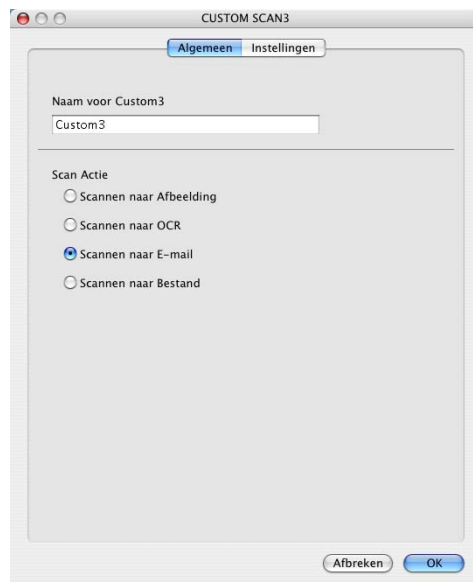 CUSTOM SCAN3
Algemeen Instellingen
Naam voor Custom3
Custom3
Scan Actie
Scannen naar Afbeelding
Scannen naar OCR
Scannen naar E-mail
Scannen naar Bestand
Afbreken OK